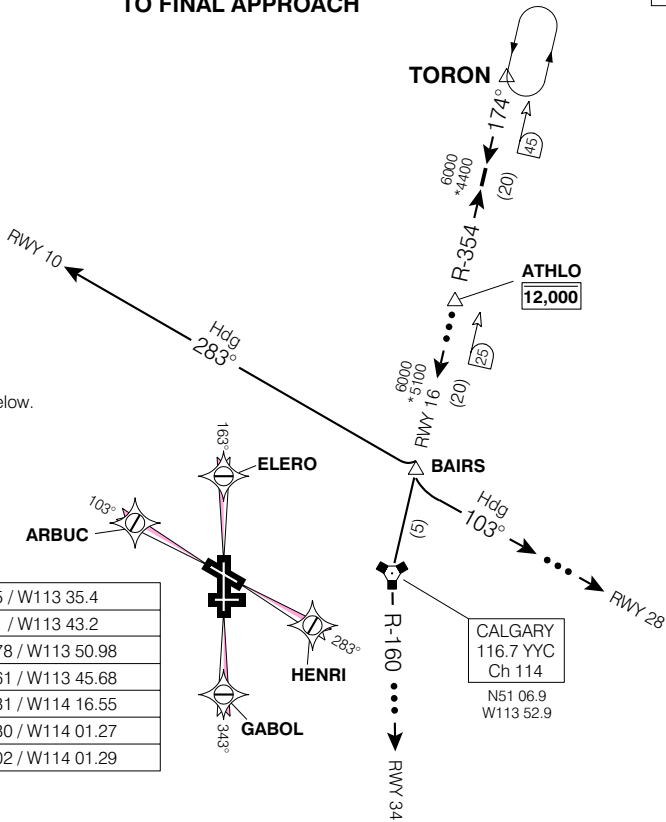 TO FINAL APPROACH
TORON
174°
45
6000
*4400
(20)
R-354
ATHLO
12,000
RWY 10
Hdg
283°
25
6000
*5100
(20)
RWY 16
elow.
163°
ELERO
BAIRS
103°
ARBUC
Hdg
103°
(5)
RWY 28
5 / W113 35.4
/ W113 43.2
78 / W113 50.98
61 / W113 45.68
31 / W114 16.55
30 / W114 01.27
02 / W114 01.29
283°
HENRI
R-160
CALGARY
116.7 YYC
Ch 114
N51 06.9
W113 52.9
GABOL
343°
RWY 34